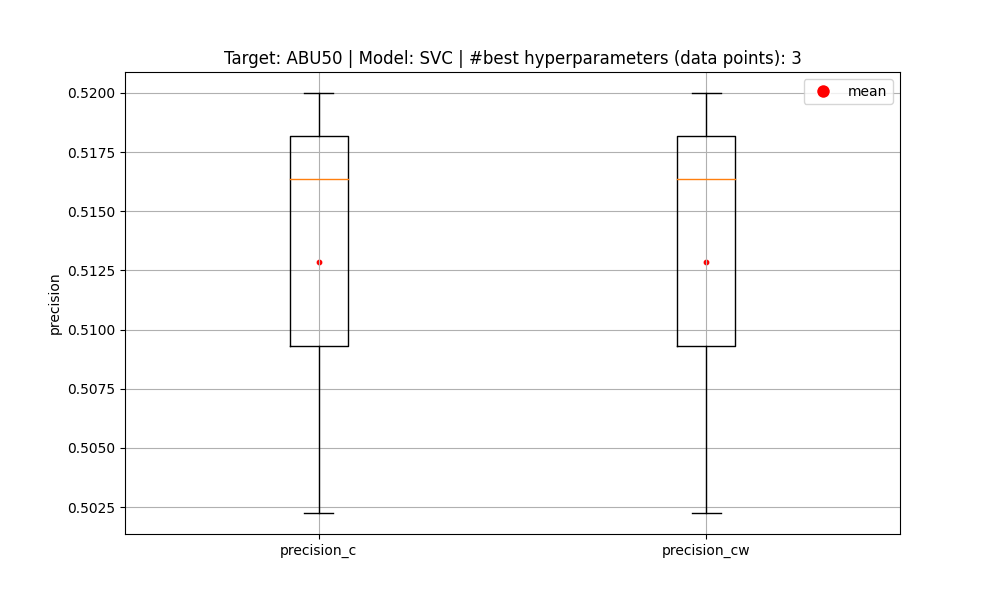 Target: ABU50 | Model: SVC | #best hyperparameters (data points): 3
mean
0.5200
0.5175
0.5150
0.5125
0.5100
0.5075
0.5050
0.5025
precision
precision_c
precision_cw